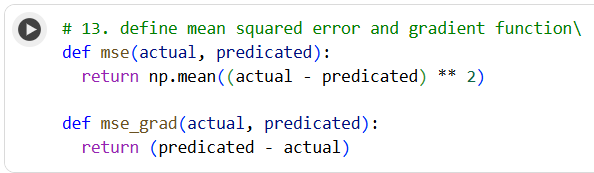 # 13. define mean squared error and gradient function\
def mse(actual, predicated):
  return np.mean((actual - predicated) ** 2)

def mse_grad(actual, predicated):
  return (predicated - actual)